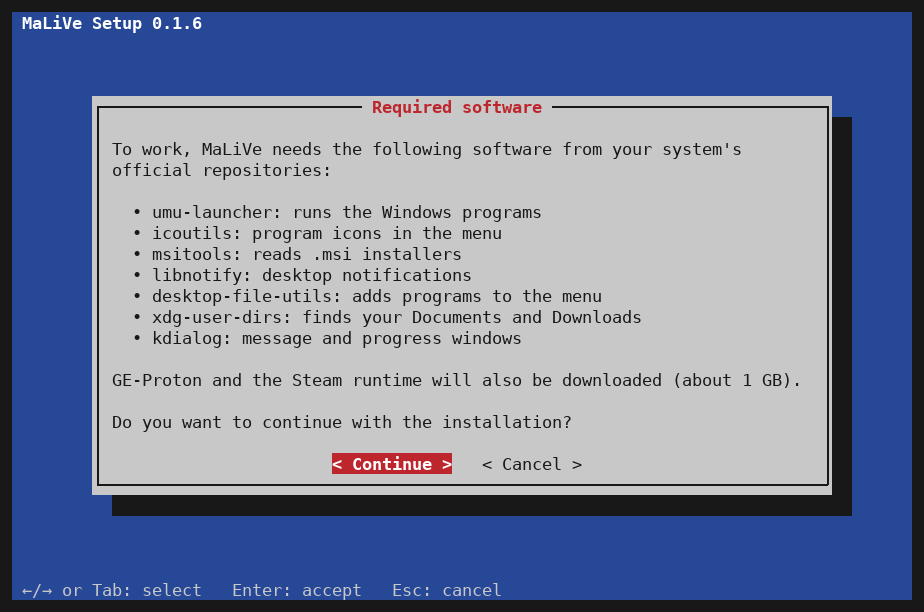 MaLiVe Setup 0.1.6
Required software
To work, MaLiVe needs the following software from your system's
official repositories:
• umu-launcher: runs the Windows programs
• icoutils: program icons in the menu
• msitools: reads .msi installers
• libnotify: desktop notifications
• desktop-file-utils: adds programs to the menu
• xdg-user-dirs: finds your Documents and Downloads
• kdialog: message and progress windows
GE-Proton and the Steam runtime will also be downloaded (about 1 GB).
Do you want to continue with the installation?
< Continue >   < Cancel >
←/→ or Tab: select   Enter: accept   Esc: cancel